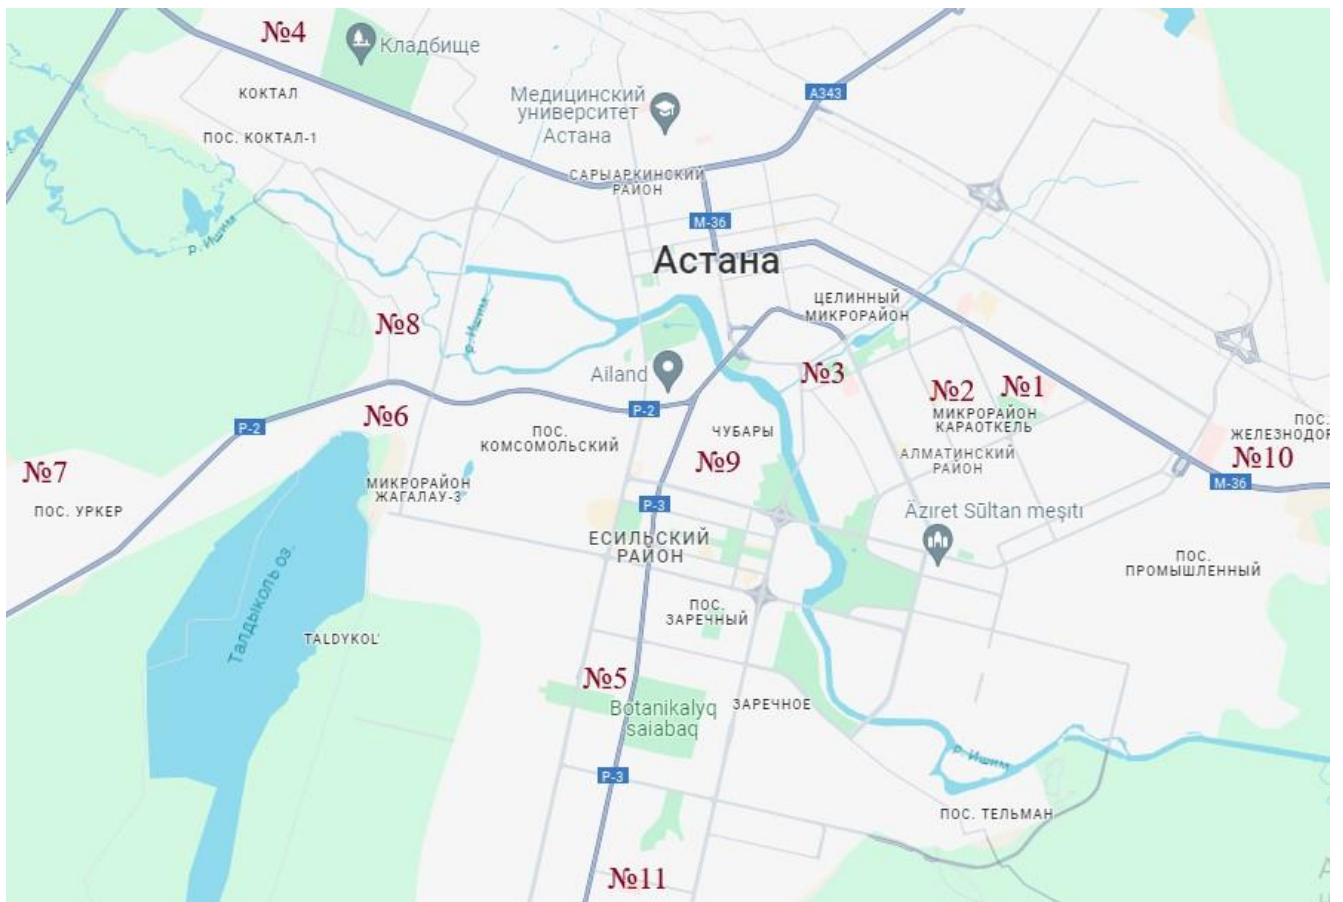 №4
Кладбище
КОКТАЛ
Медицинский
университет
Астана
A343
ПОС. КОКТАЛ-1
САРЫАРКИНСКИЙ
РАЙОН
М-36
р. Ишим
Астана
ЦЕЛИННЫЙ
МИКРОРАЙОН
№8
р. Ишим
Ailand
№3
№2
№1
МИКРОРАЙОН
КАРАОТКЕЛЬ
Р-2
№6
Р-2
ПОС.
КОМСОМОЛЬСКИЙ
ЧУБАРЫ
ПОС.
ЖЕЛЕЗНОДОР
№7
№9
АЛМАТИНСКИЙ
РАЙОН
№10
М-36
МИКРОРАЙОН
ЖАГАЛАУ-3
ПОС. УРКЕР
Р-3
Äziret Sūltan meşıtı
ЕСИЛЬСКИЙ
РАЙОН
ПОС.
ПРОМЫШЛЕННЫЙ
Талдыколь оз.
ПОС.
ЗАРЕЧНЫЙ
TALDYKOL'
№5
Botanikalyq
saiabaq
ЗАРЕЧНОЕ
р. Ишим
Р-3
ПОС. ТЕЛЬМАН
№11